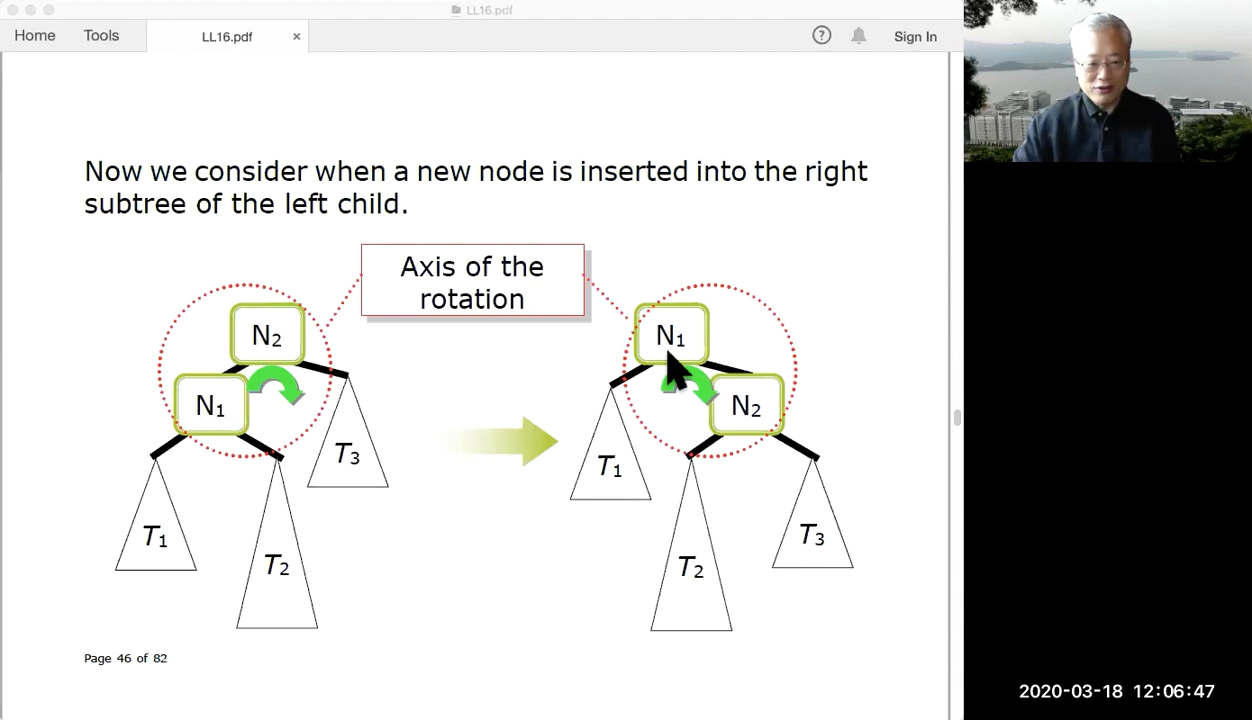 LL16.pdf
Home Tools LL16.pdf × ? Sign In
Now we consider when a new node is inserted into the right
subtree of the left child.
Axis of the
rotation
N2
N1
T1
T2
T3
N1
N2
T1
T2
T3
Page 46 of 82
2020-03-18 12:06:47